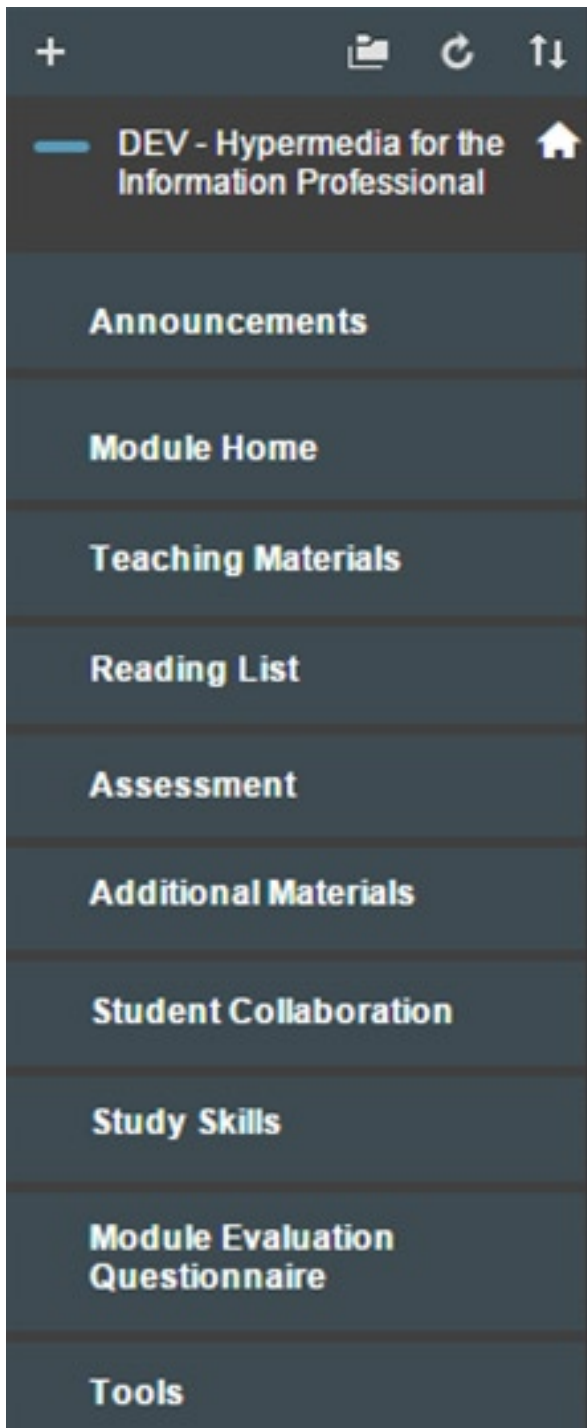 DEV - Hypermedia for the
Information Professional
Announcements
Module Home
Teaching Materials
Reading List
Assessment
Additional Materials
Student Collaboration
Study Skills
Module Evaluation
Questionnaire
Tools